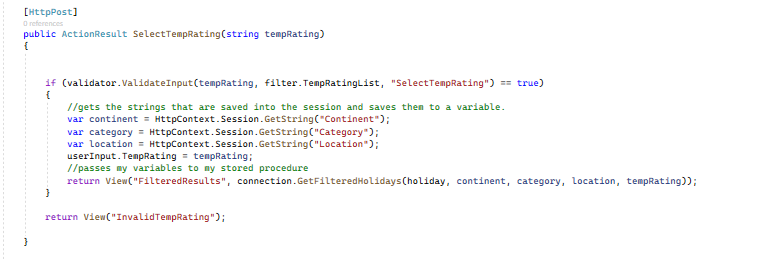 [HttpPost]
0 references
public ActionResult SelectTempRating(string tempRating)
{
if (validator.ValidateInput(tempRating, filter.TempRatingList, "SelectTempRating") == true)
{
//gets the strings that are saved into the session and saves them to a variable.
var continent = HttpContext.Session.GetString("Continent");
var category = HttpContext.Session.GetString("Category");
var location = HttpContext.Session.GetString("Location");
userInput.TempRating = tempRating;
//passes my variables to my stored procedure
return View("FilteredResults", connection.GetFilteredHolidays(holiday, continent, category, location, tempRating));
}
return View("InvalidTempRating");
}